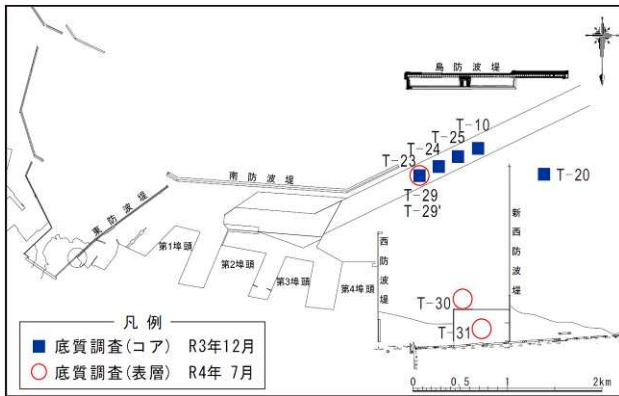 島防波堤
T-10
T-25
T-24
T-23
T-20
T-29
T-29'
南防波堤
東防波堤
新西防波堤
西防波堤
第1埠頭
第2埠頭
第3埠頭
第4埠頭
T-30
T-31
凡 例
底質調査(コア) R3年12月
底質調査(表層) R4年 7月
0 0.5 1 2km